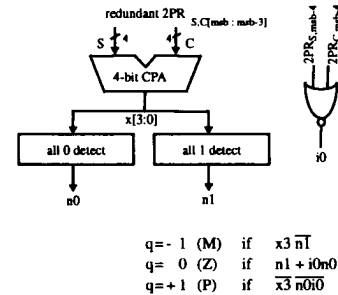 redundant 2PR S,C[msb : msb-3]
S 4 4 C
4-bit CPA
x[3:0]
all 0 detect
all 1 detect
n0
n1
2PR S,msb-4
2PR C,msb-4
i0
q= - 1 (M) if x3 n1
q= 0 (Z) if n1 + i0n0
q= + 1 (P) if x3 n0i0